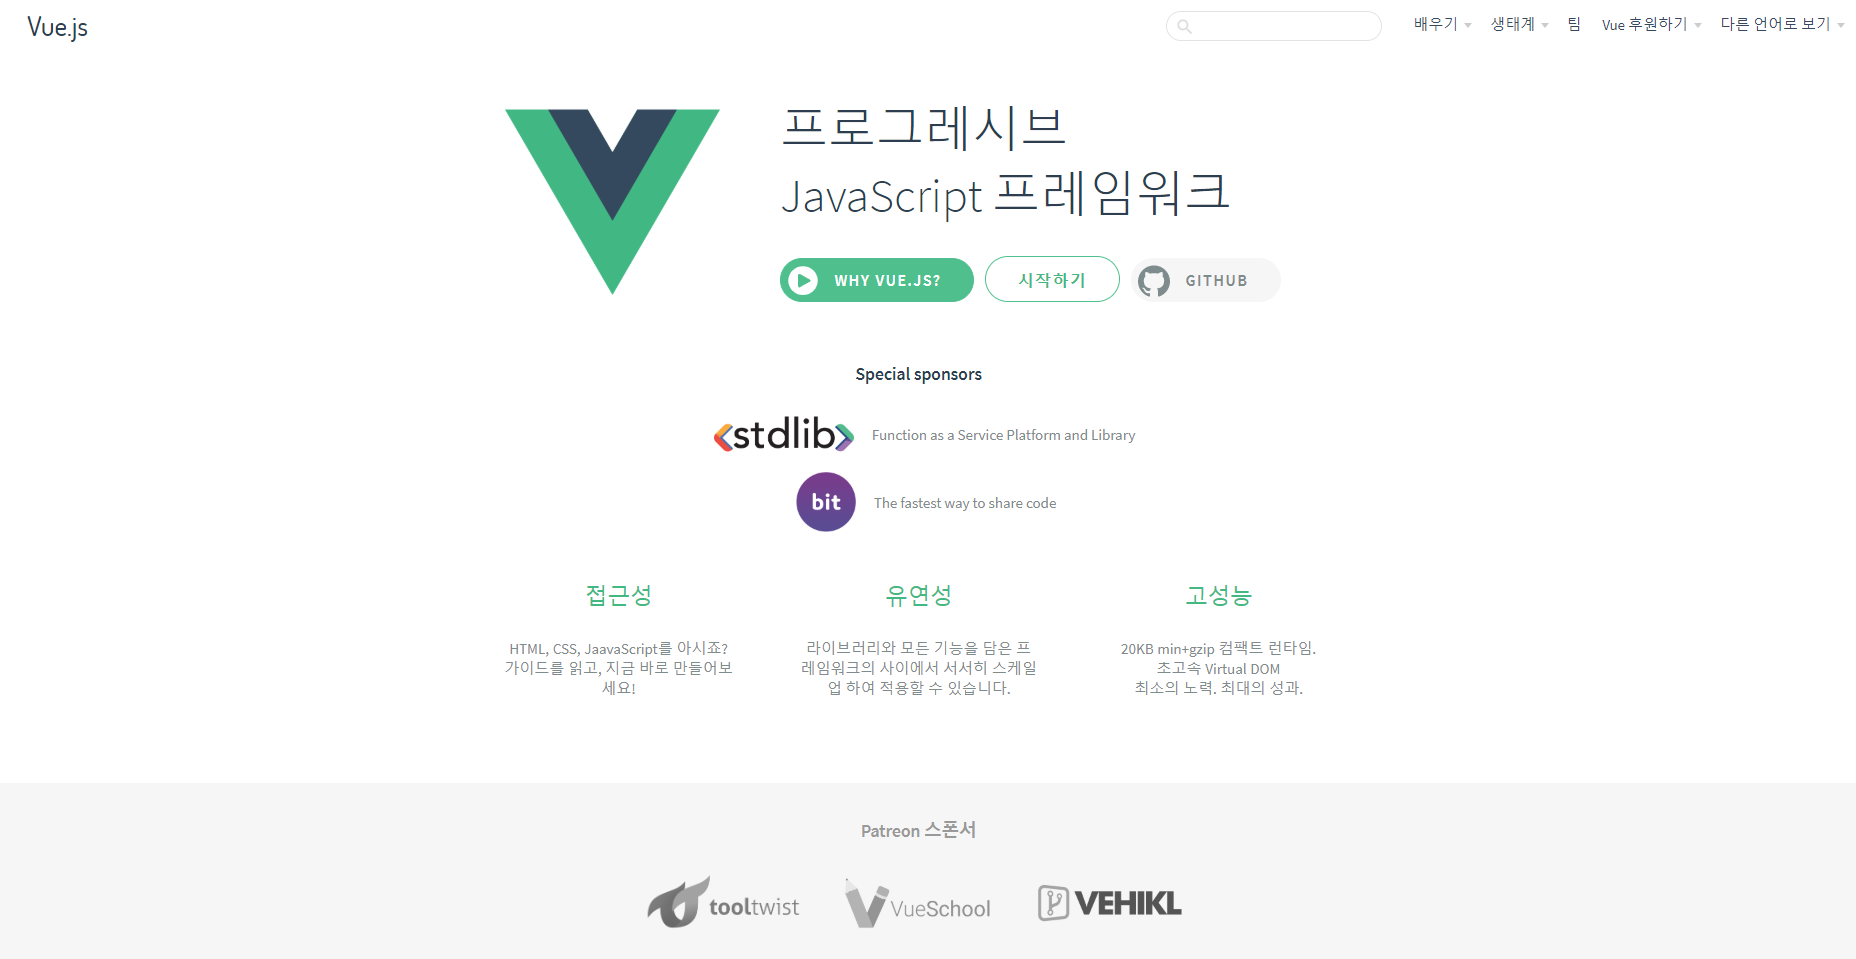 Vue.js
배우기
생태계
팀
Vue 후원하기
다른 언어로 보기
프로그레시브
JavaScript 프레임워크
WHY VUE.JS?
시작하기
GITHUB
Special sponsors
<stdlib>
Function as a Service Platform and Library
bit
The fastest way to share code
접근성
HTML, CSS, JaavaScript를 아시죠?
가이드를 읽고, 지금 바로 만들어보
세요!
유연성
라이브러리와 모든 기능을 담은 프
레임워크의 사이에서 서서히 스케일
업 하여 적용할 수 있습니다.
고성능
20KB min+gzip 컴팩트 런타임.
초고속 Virtual DOM
최소의 노력. 최대의 성과.
Patreon 스폰서
tooltwist
VueSchool
VEHIKL